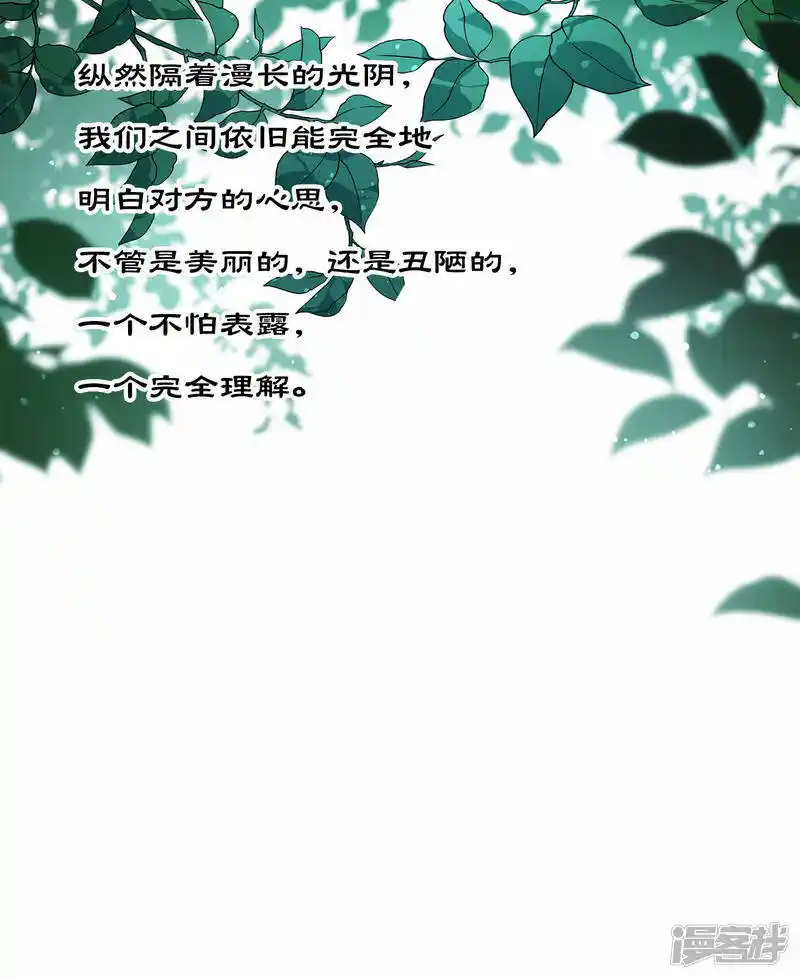 纵然隔着漫长的光阴，
我们之间依旧能完全地
明白对方的心思，
不管是美丽的，还是丑陋的，
一个不怕表露，
一个完全理解。
漫客栈